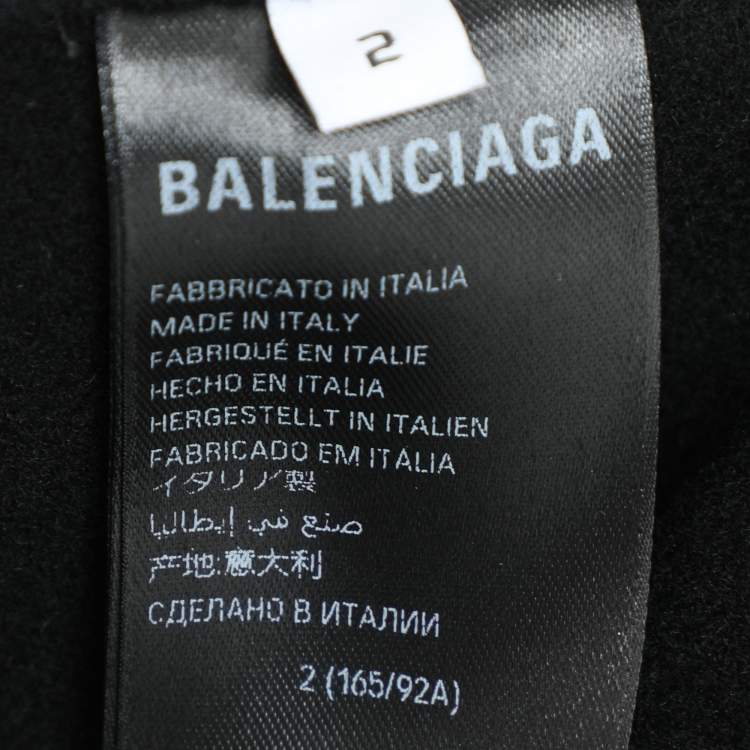 2
BALENCIAGA
FABBRICATO IN ITALIA
MADE IN ITALY
FABRIQUÉ EN ITALIE
HECHO EN ITALIA
HERGESTELLT IN ITALIEN
FABRICADO EM ITALIA
イタリア製
صنع في إيطاليا
产地:意大利
СДЕЛАНО В ИТАЛИИ
2 (165/92A)